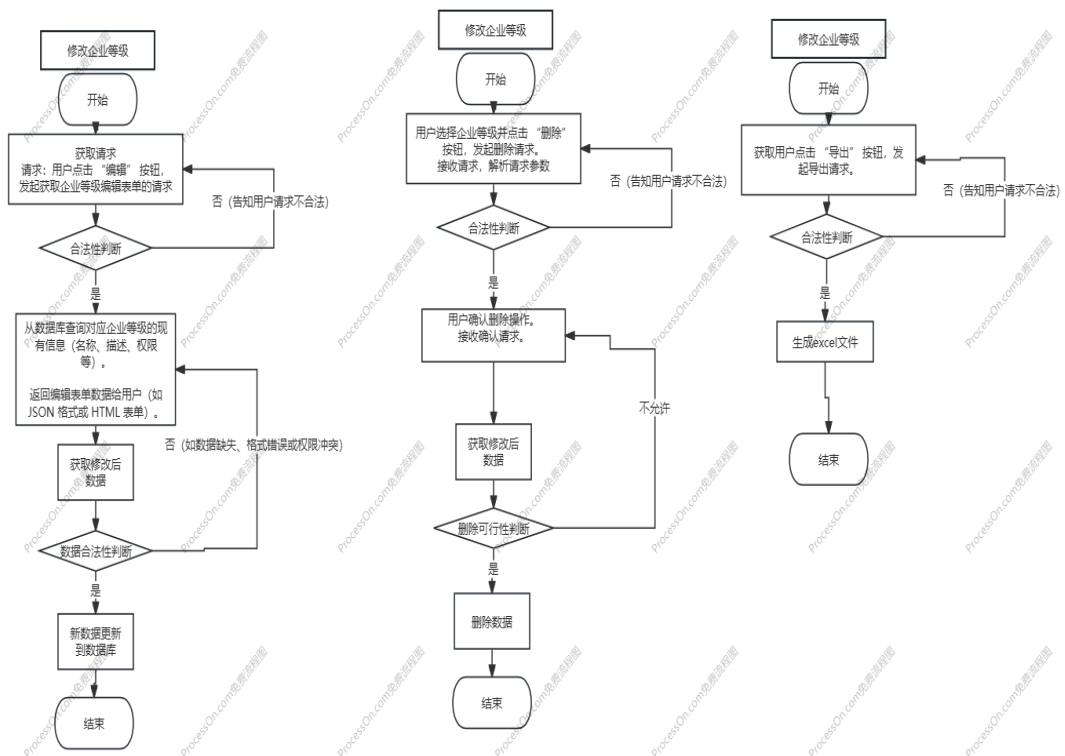 修改企业等级
开始
获取请求
请求：用户点击 “编辑” 按钮，
发起获取企业等级编辑表单的请求
否（告知用户请求不合法）
合法性判断
是
从数据库查询对应企业等级的现
有信息（名称、描述、权限
等）。
返回编辑表单数据给用户（如
JSON 格式或 HTML 表单）。
否（如数据缺失、格式错误或权限冲突）
获取修改后
数据
数据合法性判断
是
新数据更新
到数据库
结束
修改企业等级
开始
用户选择企业等级并点击 “删除”
按钮，发起删除请求。
接收请求，解析请求参数
否（告知用户请求不合法）
合法性判断
是
用户确认删除操作。
接收确认请求。
不允许
获取修改后
数据
删除可行性判断
是
删除数据
结束
修改企业等级
开始
获取用户点击 “导出” 按钮，发
起导出请求。
否（告知用户请求不合法）
合法性判断
是
生成excel文件
结束
ProcessOn.com免费流程图